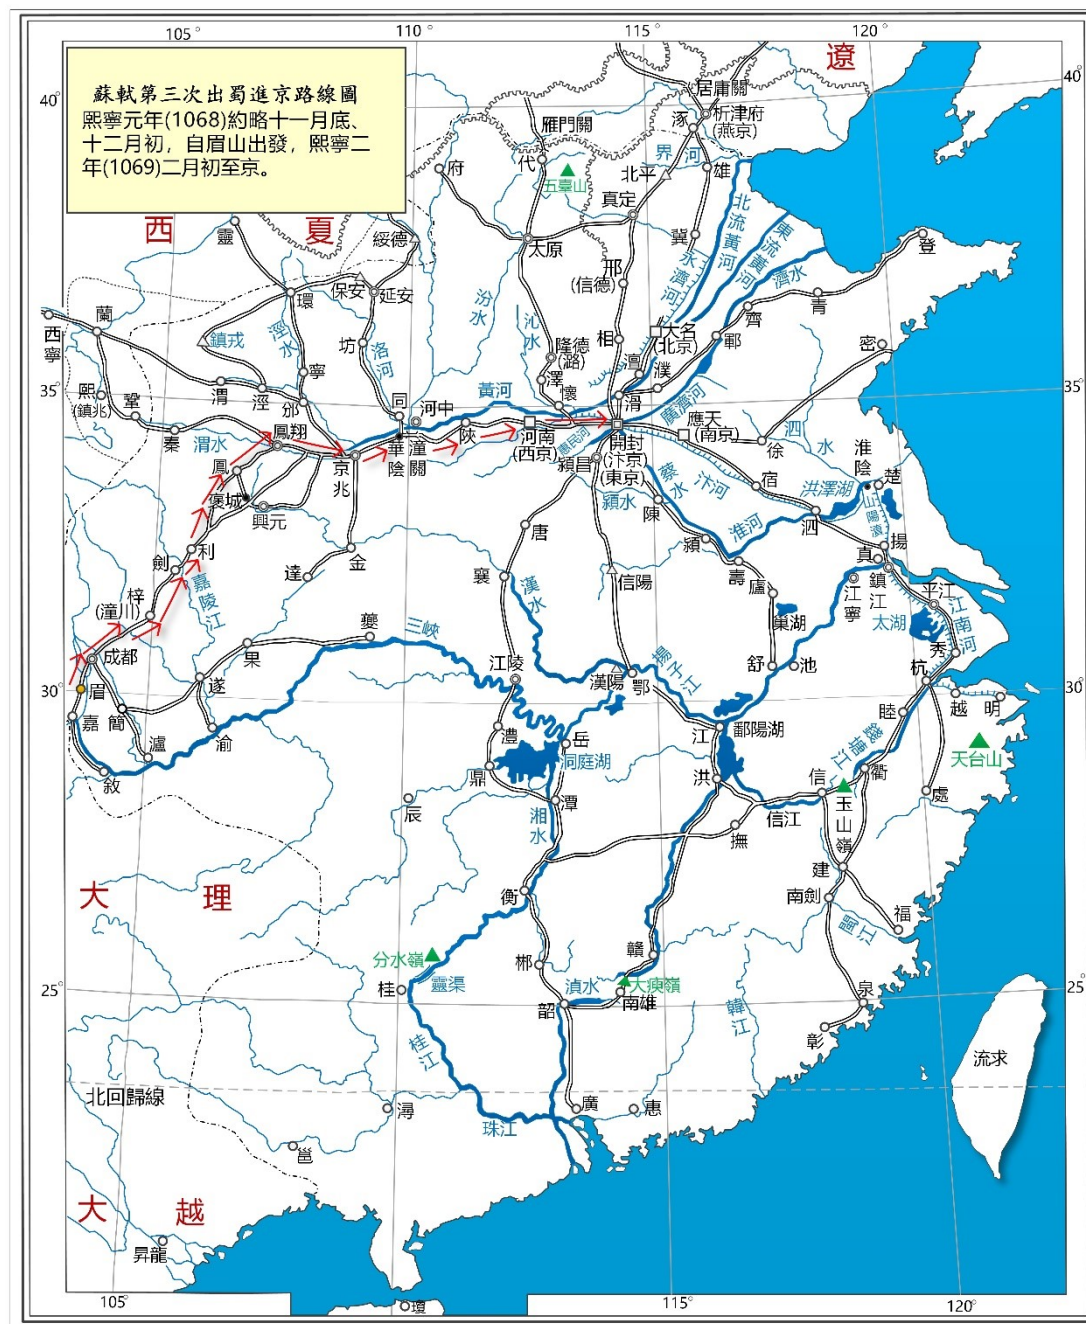 105°
110°
115°
120°
蘇軾第三次出蜀進京路線圖
熙寧元年(1068)約略十一月底、
十二月初，自眉山出發，熙寧二
年(1069)二月初至京。
遼
40°
40°
居庸關
析津府
(燕京)
涿
雁門關
代
界河
雄
府
五臺山
北平
真定
西夏
靈
綏德
太原
冀
北流黃河
東流黃河
濟水
永濟河
登
邢
(信德)
保安
延安
環
汾水
沁水
青
齊
西寧
蘭
鎮戎
涇水
坊
洛河
相
大名
(北京)
鄆
密
隆德
(潞)
澶
濮
35°
35°
熙
(鎮兆)
鞏
渭
涇
寧
邠
同
河中
黃河
澤
懷
滑
廣濟河
秦
渭水
鳳翔
京兆
華陰
潼關
陝
河南
(西京)
惠民河
開封
(汴京)
(東京)
應天
(南京)
徐
泗水
潁昌
鳳
褒城
興元
潁水
蔡水
陳
汴河
宿
洪澤湖
淮陰
楚
山陽瀆
唐
淮河
泗
利
劍
金
達
潁
壽
揚
真
襄
漢水
信陽
廬
江寧
鎮江
平江
江南河
太湖
梓
(潼川)
嘉陵江
巢湖
成都
果
夔
三峽
江陵
漢陽
鄂
揚子江
舒
池
秀
杭
30°
30°
眉
嘉
簡
遂
瀘
渝
敘
澧
岳
洞庭湖
鼎
潭
江
鄱陽湖
睦
越
明
錢塘江
天台山
衢
洪
信
信江
玉山嶺
處
辰
湘水
撫
建
南劍
福
閩江
大理
衡
分水嶺
靈渠
桂
郴
贛
大庾嶺
湞水
南雄
韶
25°
25°
泉
漳
韓江
桂江
流求
北回歸線
潯
廣
惠
珠江
邕
大越
昇龍
瓊
105°
115°
120°